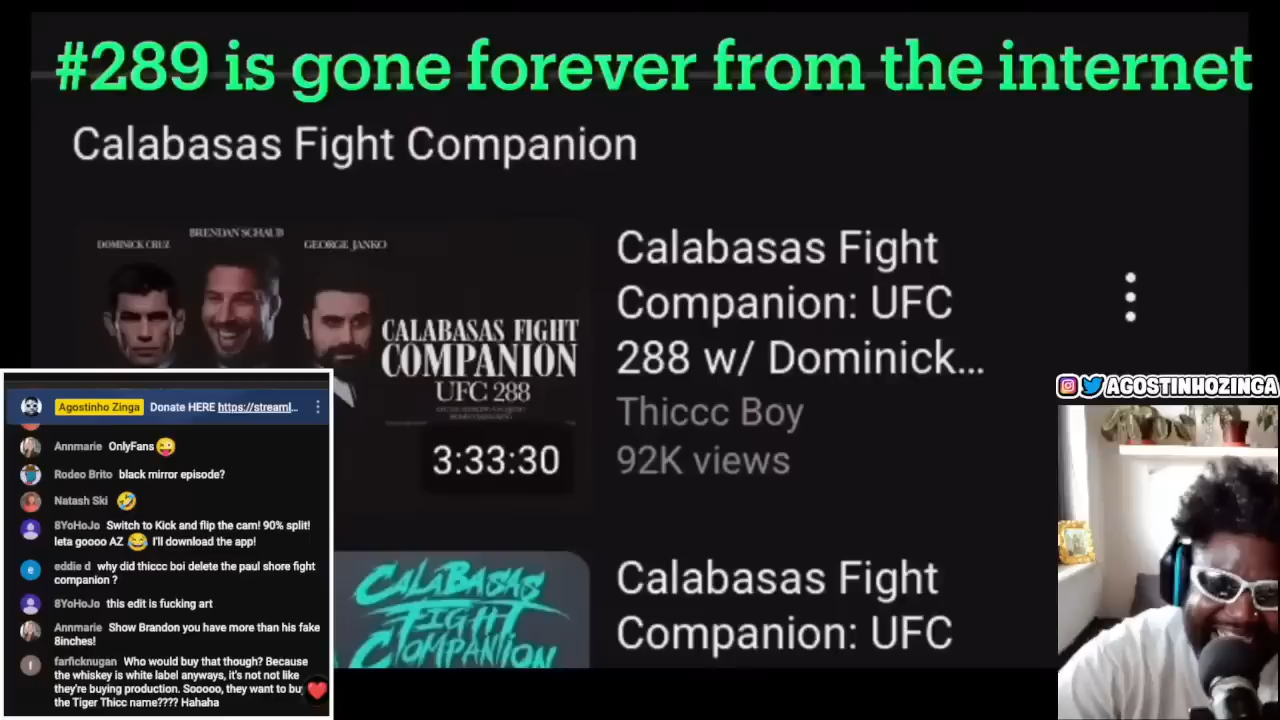 #289 is gone forever from the internet
Calabasas Fight Companion
DOMINICK CRUZ
BRENDAN SCHAUB
GEORGE JANKO
CALABASAS FIGHT
COMPANION
UFC 288
3:33:30
Calabasas Fight
Companion: UFC
288 w/ Dominick...
Thiccc Boy
92K views
CALABASAS
FIGHT
COMPANION
Calabasas Fight
Companion: UFC
Agostinho Zinga Donate HERE https://streaml...
Annmarie OnlyFans😜
Rodeo Brito black mirror episode?
Natash Ski 🤣
8YoHoJo Switch to Kick and flip the cam! 90% split!
leta goooo AZ 😂 I'll download the app!
eddie d why did thiccc boi delete the paul shore fight
companion ?
8YoHoJo this edit is fucking art
Annmarie Show Brandon you have more than his fake
8inches!
farficknugan Who would buy that though? Because
the whiskey is white label anyways, it's not not like
they're buying production. Sooooo, they want to buy
the Tiger Thicc name???? Hahaha
AGOSTINHOZINGA